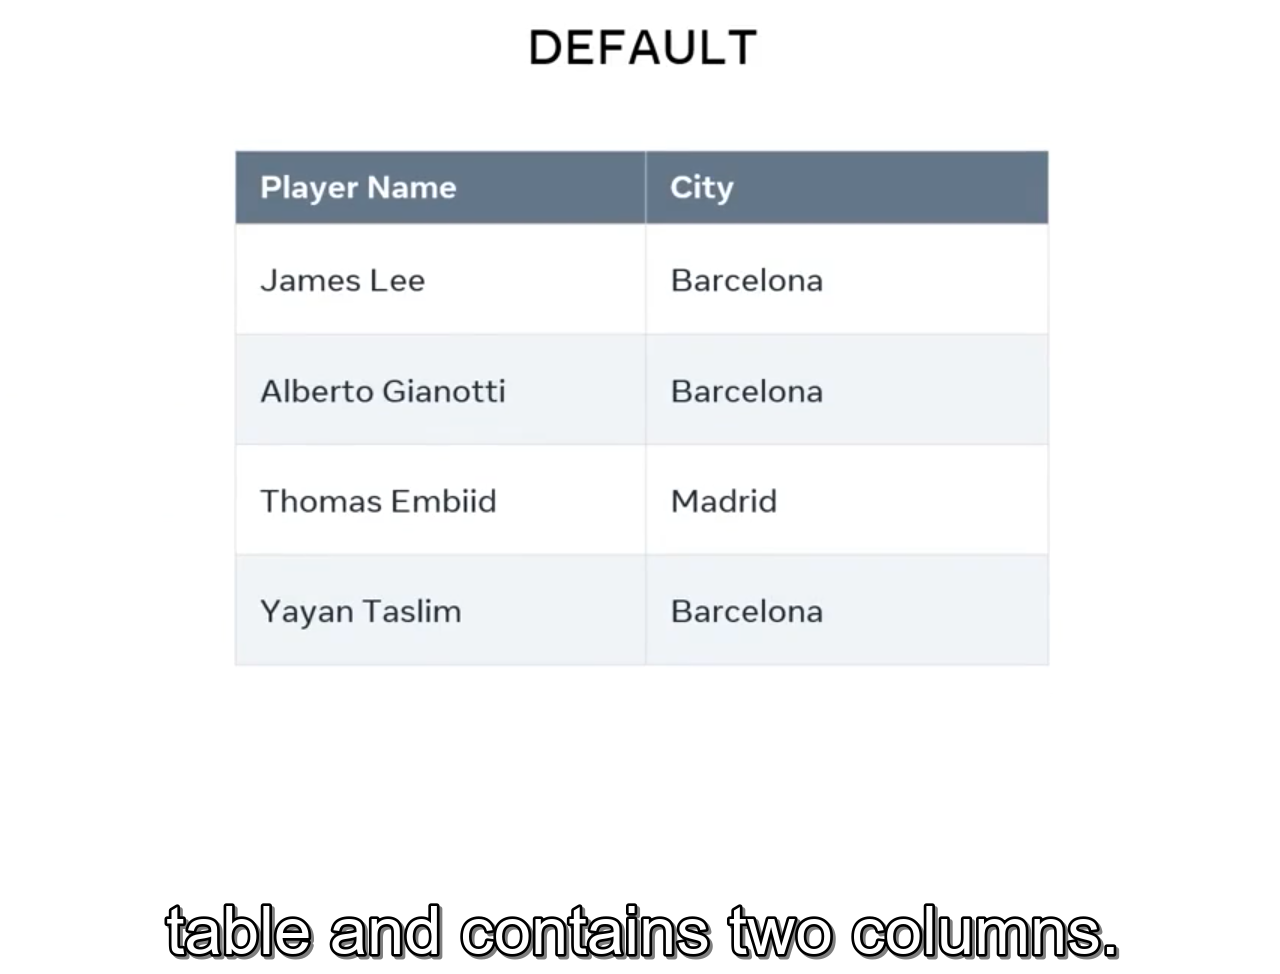 DEFAULT
Player Name City
James Lee Barcelona
Alberto Gianotti Barcelona
Thomas Embiid Madrid
Yayan Taslim Barcelona
table and contains two columns.